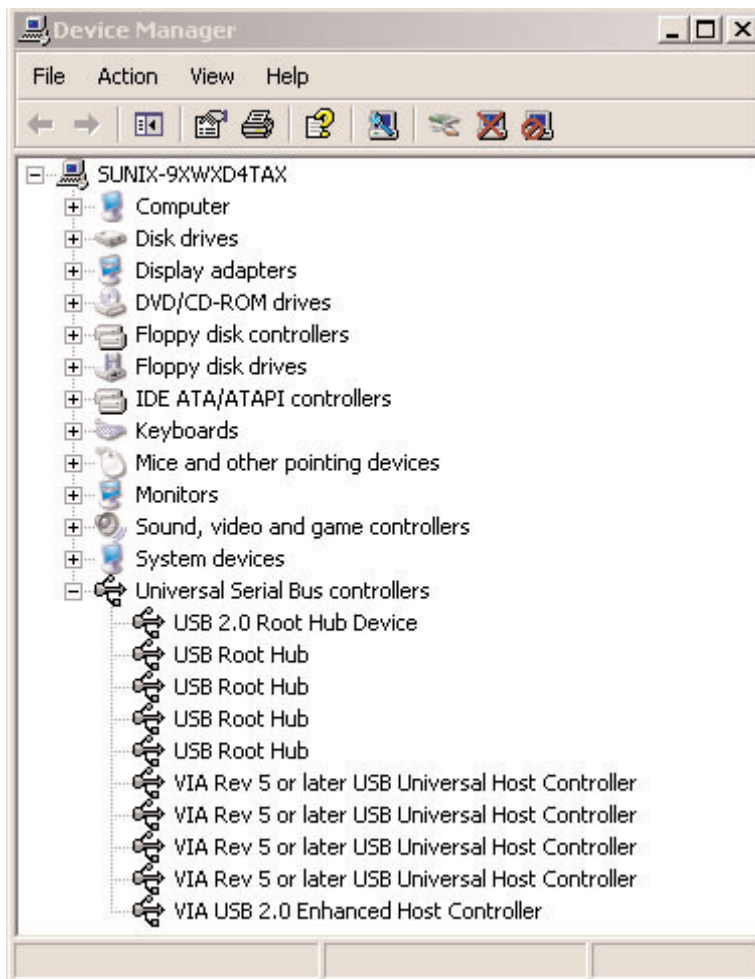 Device Manager
File Action View Help
SUNIX-9XWXD4TAX
Computer
Disk drives
Display adapters
DVD/CD-ROM drives
Floppy disk controllers
Floppy disk drives
IDE ATA/ATAPI controllers
Keyboards
Mice and other pointing devices
Monitors
Sound, video and game controllers
System devices
Universal Serial Bus controllers
USB 2.0 Root Hub Device
USB Root Hub
USB Root Hub
USB Root Hub
USB Root Hub
VIA Rev 5 or later USB Universal Host Controller
VIA Rev 5 or later USB Universal Host Controller
VIA Rev 5 or later USB Universal Host Controller
VIA Rev 5 or later USB Universal Host Controller
VIA USB 2.0 Enhanced Host Controller